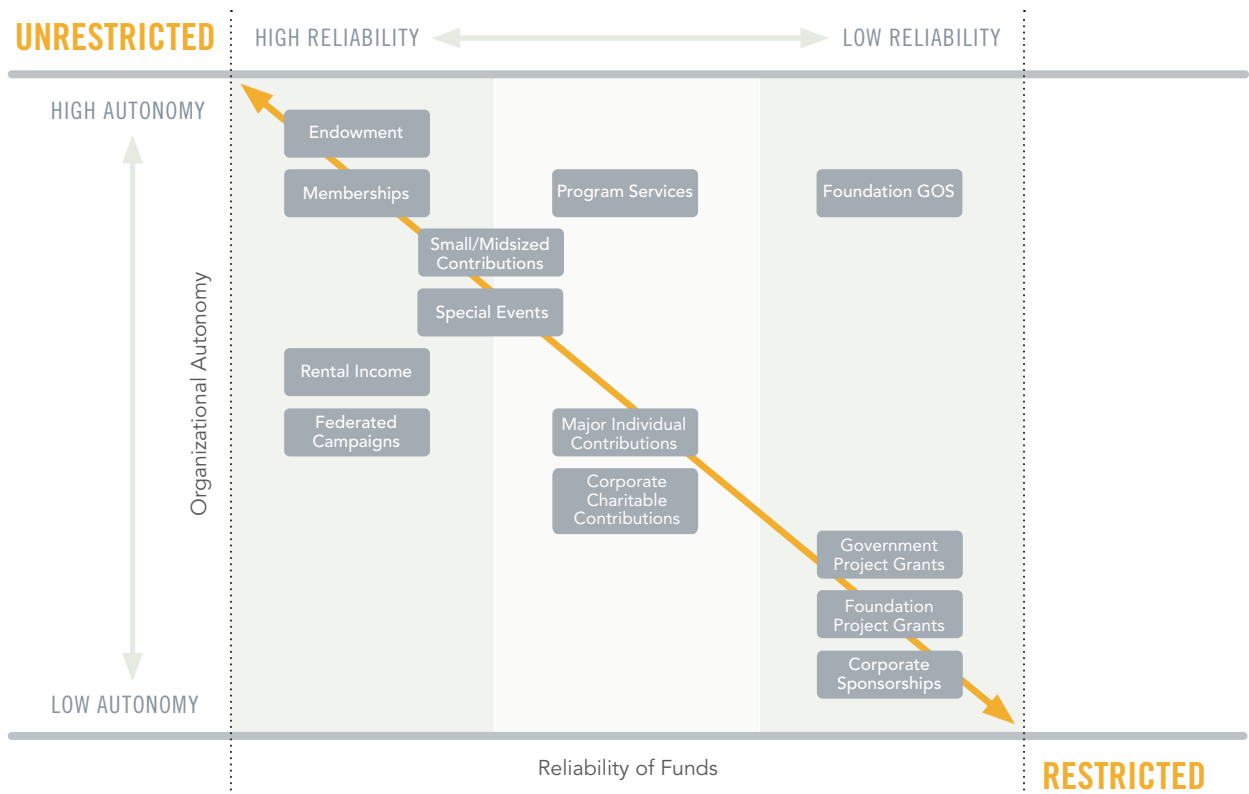 UNRESTRICTED
HIGH RELIABILITY
LOW RELIABILITY
HIGH AUTONOMY
Endowment
Memberships
Program Services
Foundation GOS
Small/Midsized
Contributions
Special Events
Organizational Autonomy
Rental Income
Federated
Campaigns
Major Individual
Contributions
Corporate
Charitable
Contributions
Government
Project Grants
Foundation
Project Grants
Corporate
Sponsorships
LOW AUTONOMY
Reliability of Funds
RESTRICTED